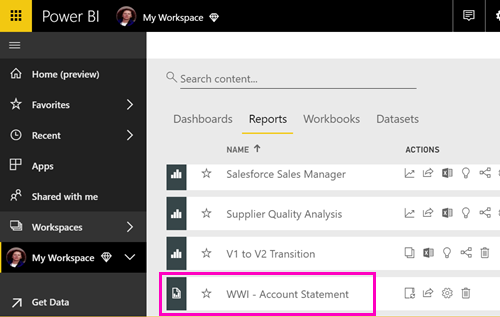 Power BI My Workspace
Home (preview)
Favorites
Recent
Apps
Shared with me
Workspaces
My Workspace
Get Data
Search content...
Dashboards Reports Workbooks Datasets
NAME ACTIONS
Salesforce Sales Manager
Supplier Quality Analysis
V1 to V2 Transition
WWI - Account Statement